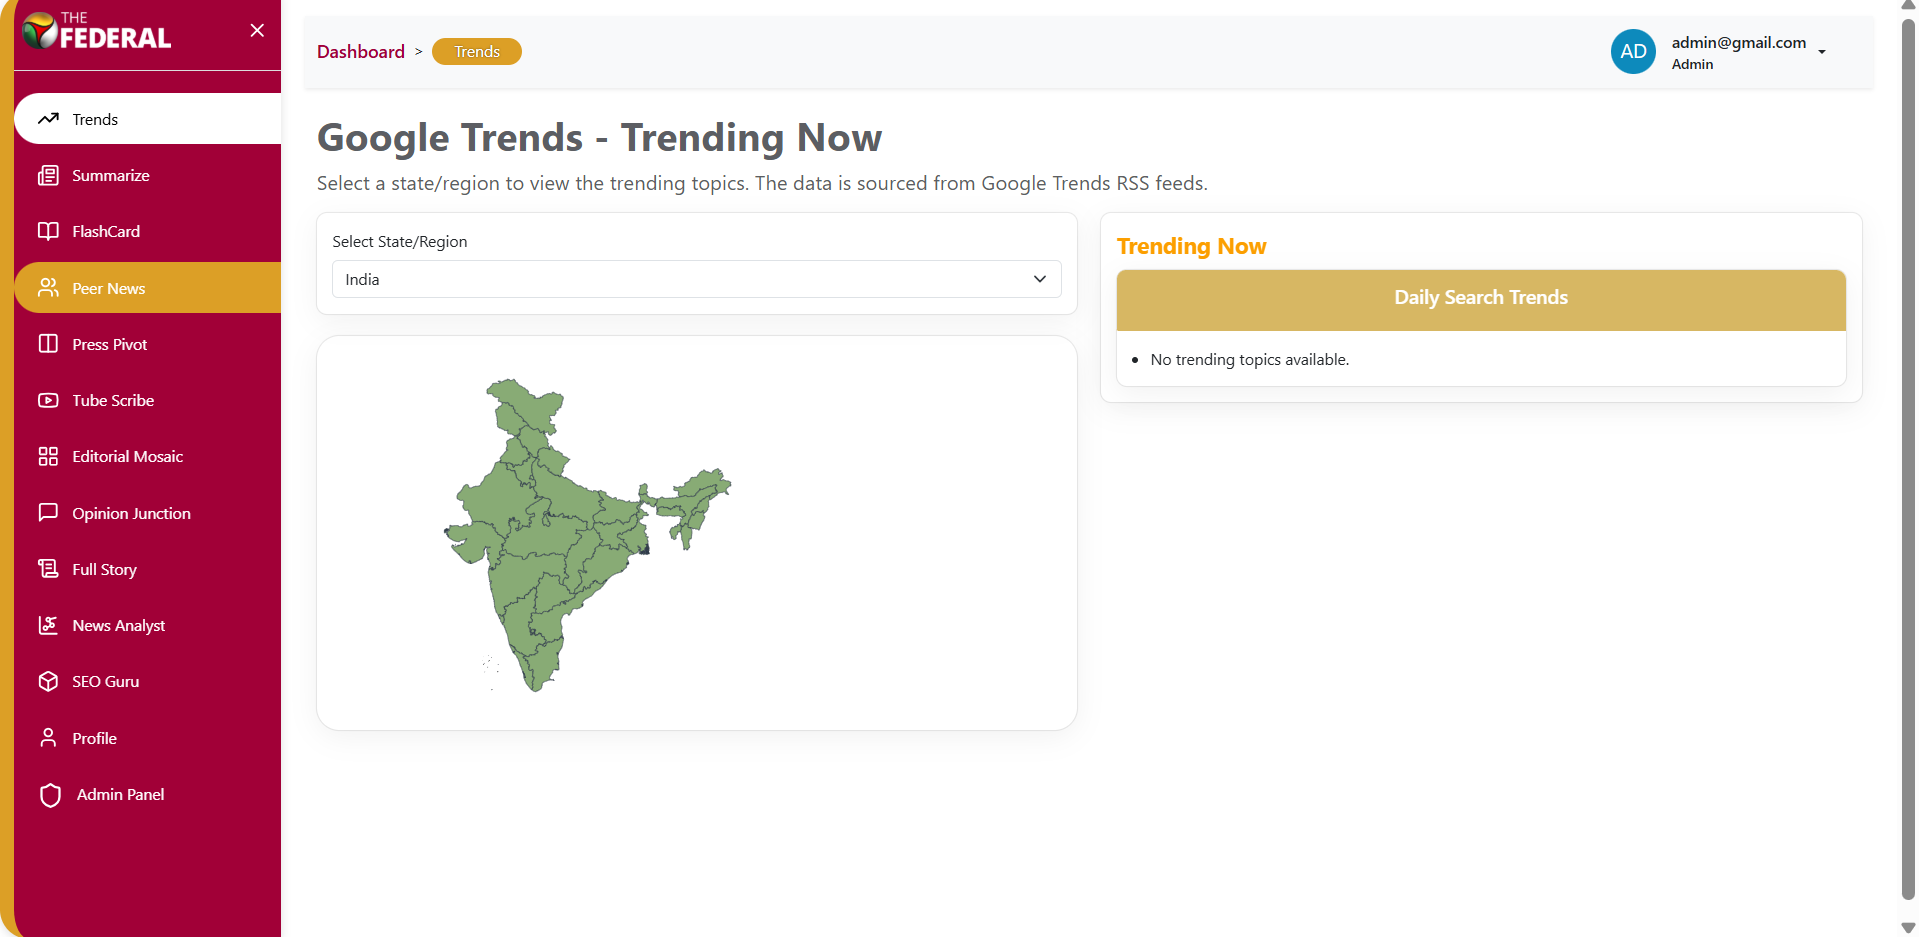 THE
FEDERAL
Trends
Summarize
FlashCard
Peer News
Press Pivot
Tube Scribe
Editorial Mosaic
Opinion Junction
Full Story
News Analyst
SEO Guru
Profile
Admin Panel
Dashboard > Trends
AD
admin@gmail.com
Admin
Google Trends - Trending Now
Select a state/region to view the trending topics. The data is sourced from Google Trends RSS feeds.
Select State/Region
India
Trending Now
Daily Search Trends
• No trending topics available.